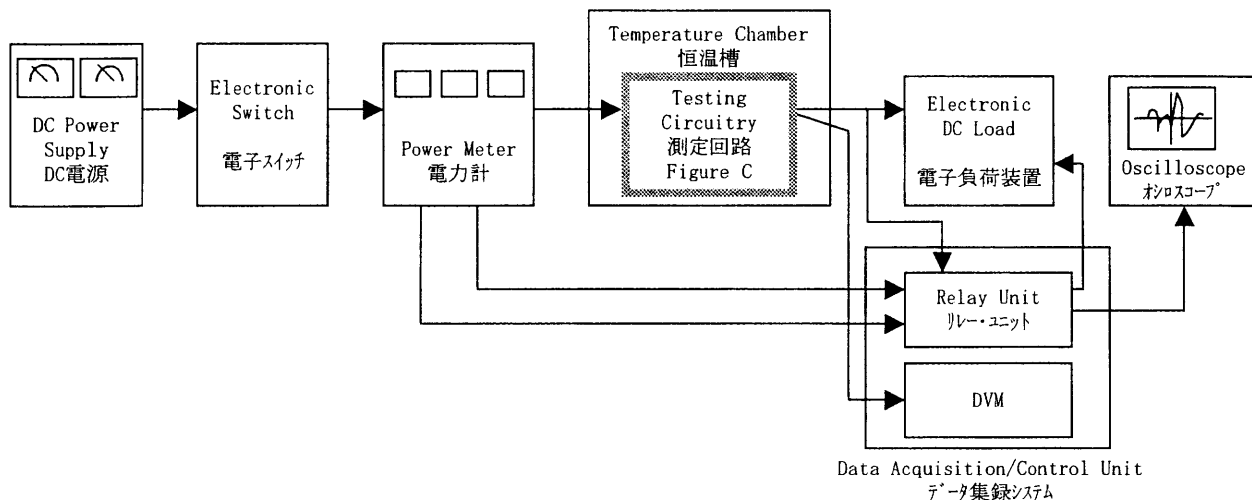 DC Power
Supply
DC電源
Electronic
Switch
電子スイッチ
Power Meter
電力計
Temperature Chamber
恒温槽
Testing
Circuitry
測定回路
Figure C
Electronic
DC Load
電子負荷装置
Oscilloscope
オシロスコープ
Relay Unit
リレー・ユニット
DVM
Data Acquisition/Control Unit
データ集録システム